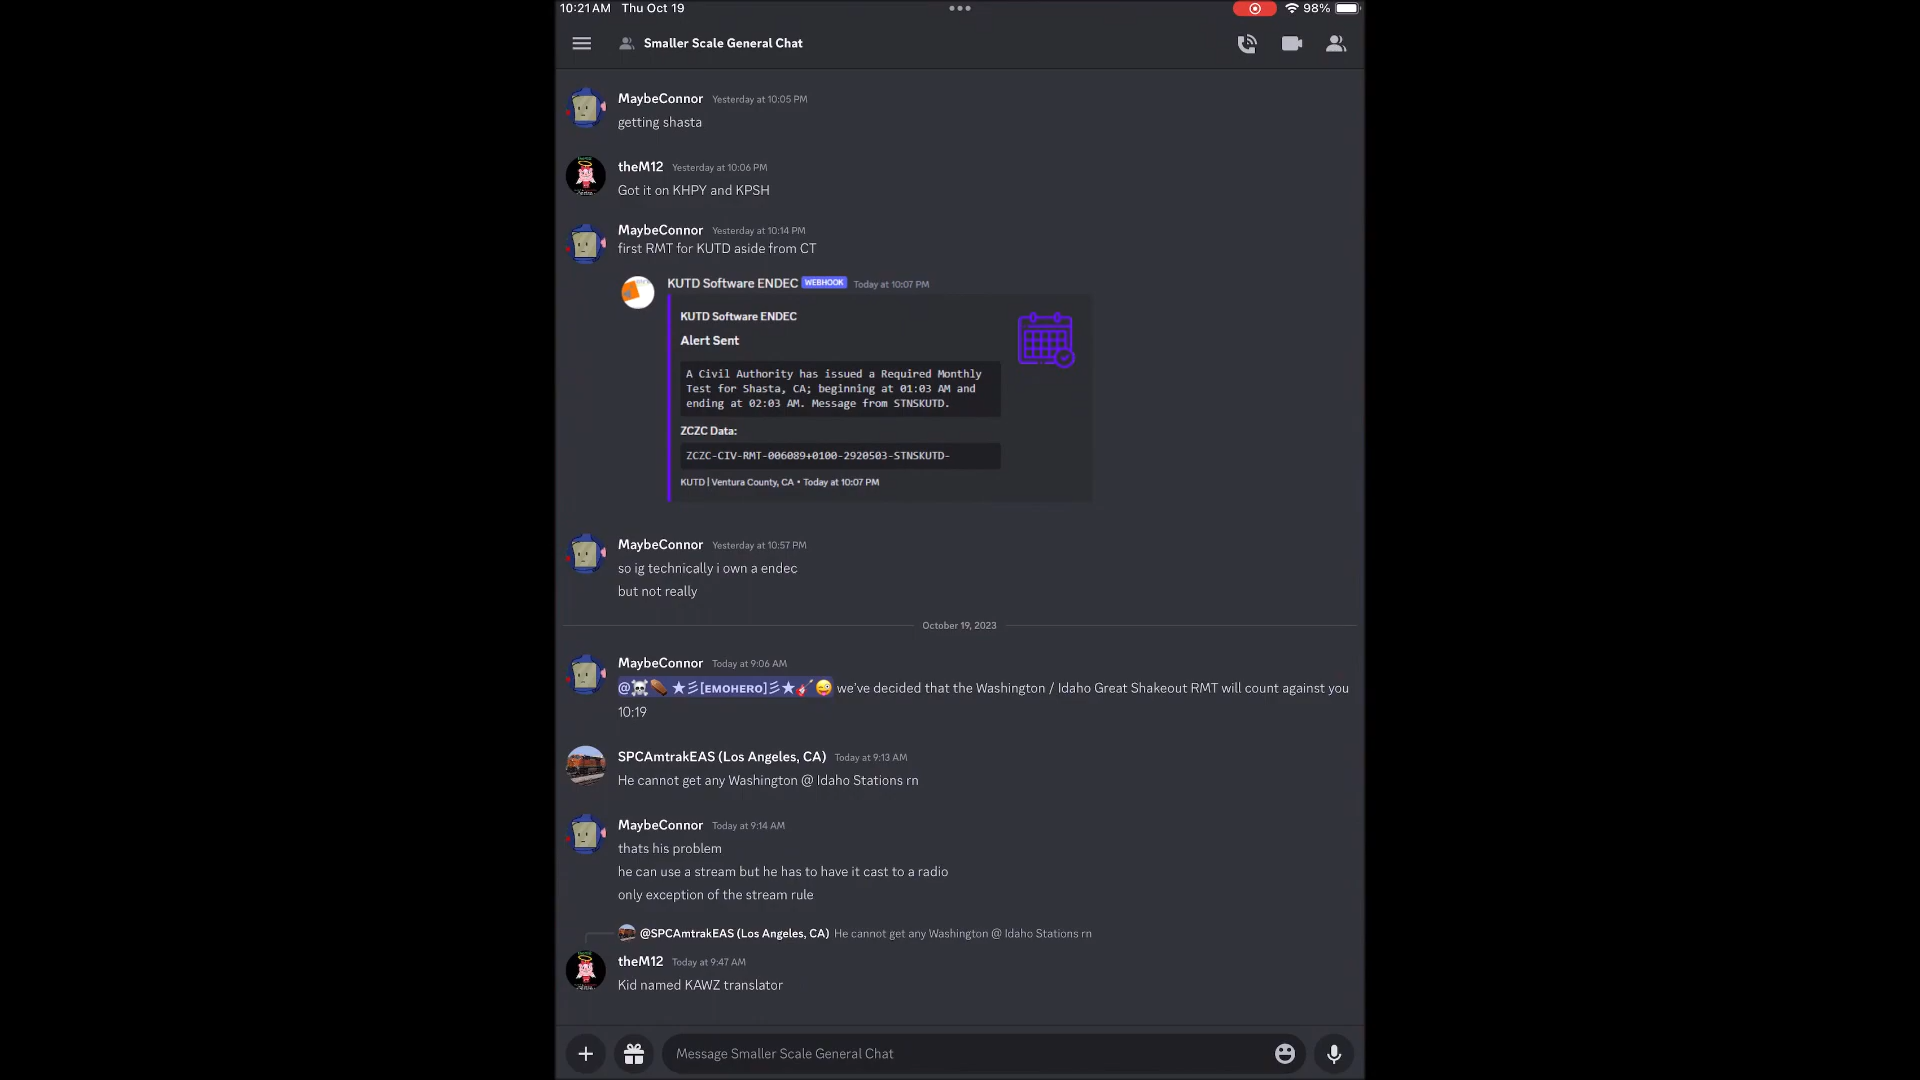 10:21AM Thu Oct 19
98%
Smaller Scale General Chat
MaybeConnor Yesterday at 10:05 PM
getting shasta
theM12 Yesterday at 10:06 PM
Got it on KHPY and KPSH
MaybeConnor Yesterday at 10:14 PM
first RMT for KUTD aside from CT
KUTD Software ENDEC WEBHOOK Today at 10:07 PM
KUTD Software ENDEC
Alert Sent
A Civil Authority has issued a Required Monthly
Test for Shasta, CA; beginning at 01:03 AM and
ending at 02:03 AM. Message from STNSKUTD.
ZCZC Data:
ZCZC-CIV-RMT-006089+0100-2920503-STNSKUTD-
KUTD | Ventura County, CA • Today at 10:07 PM
MaybeConnor Yesterday at 10:57 PM
so ig technically i own a endec
but not really
October 19, 2023
MaybeConnor Today at 9:06 AM
@☠️⚰️ ★彡[ᴇᴍᴏʜᴇʀᴏ]彡★🎸😜 we've decided that the Washington / Idaho Great Shakeout RMT will count against you
10:19
SPCAmtrakEAS (Los Angeles, CA) Today at 9:13 AM
He cannot get any Washington @ Idaho Stations rn
MaybeConnor Today at 9:14 AM
thats his problem
he can use a stream but he has to have it cast to a radio
only exception of the stream rule
@SPCAmtrakEAS (Los Angeles, CA) He cannot get any Washington @ Idaho Stations rn
theM12 Today at 9:47 AM
Kid named KAWZ translator
Message Smaller Scale General Chat